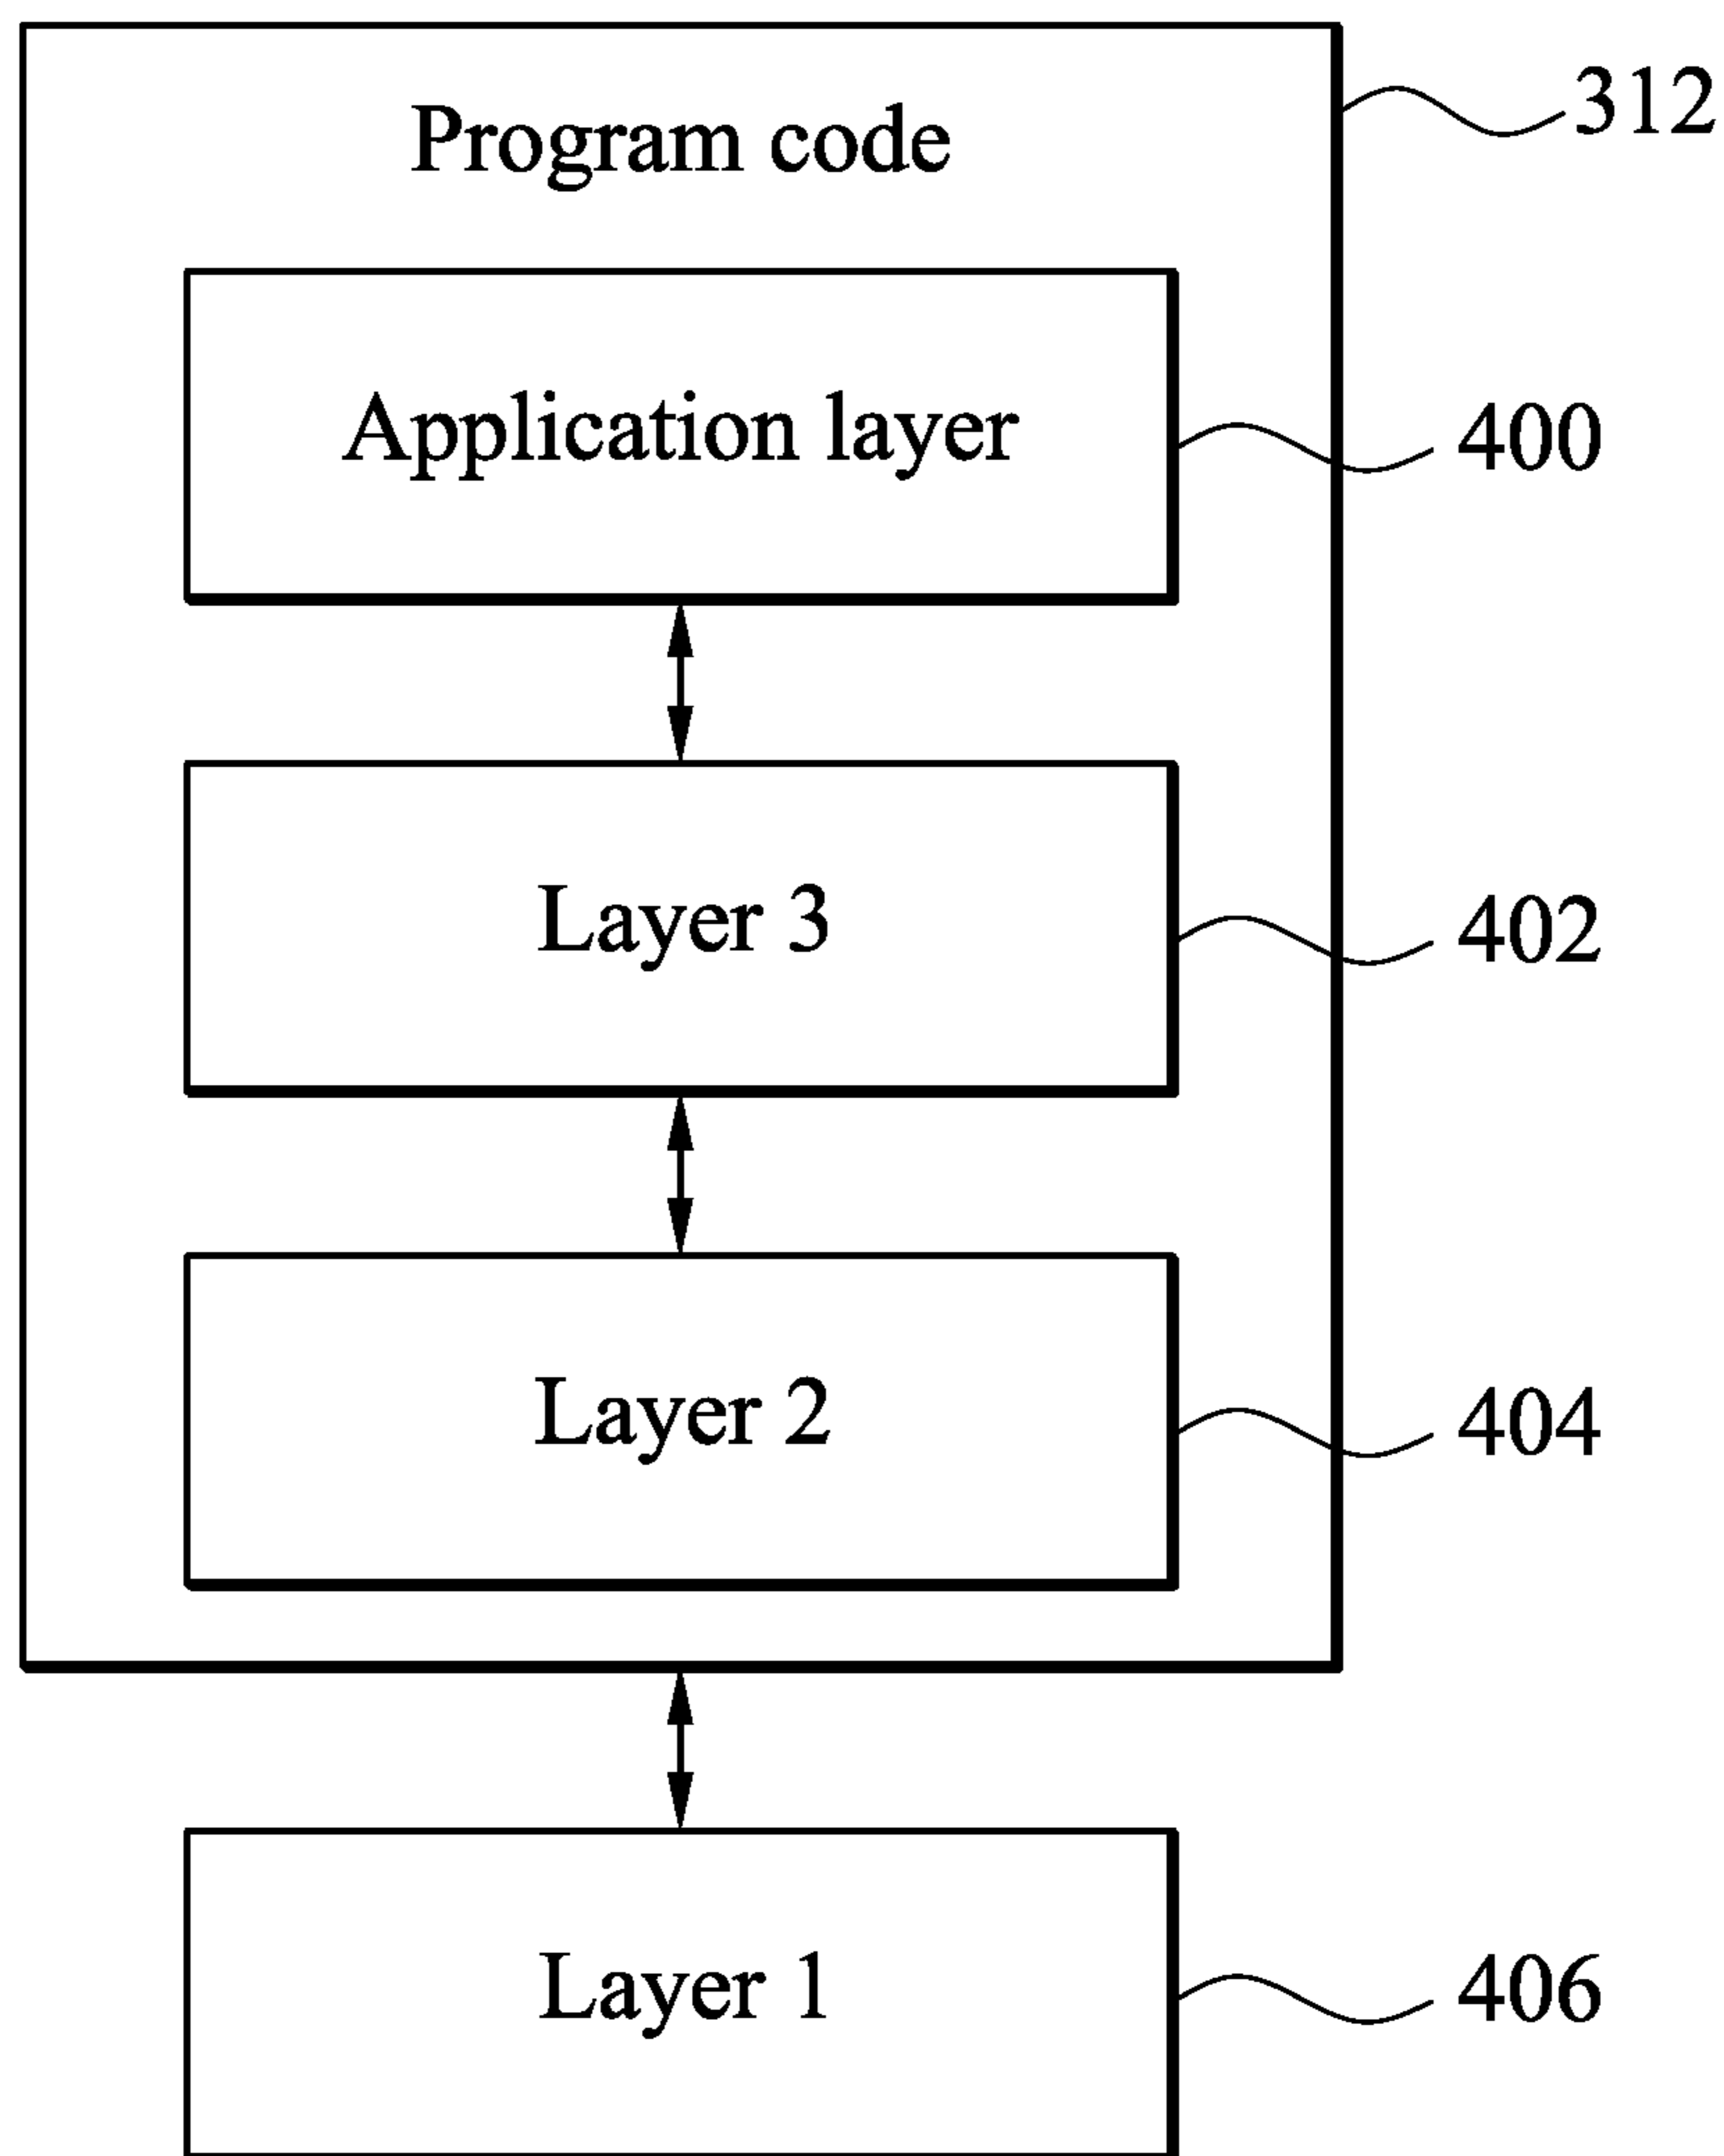 Program code
312
Application layer
400
Layer 3
402
Layer 2
404
Layer 1
406